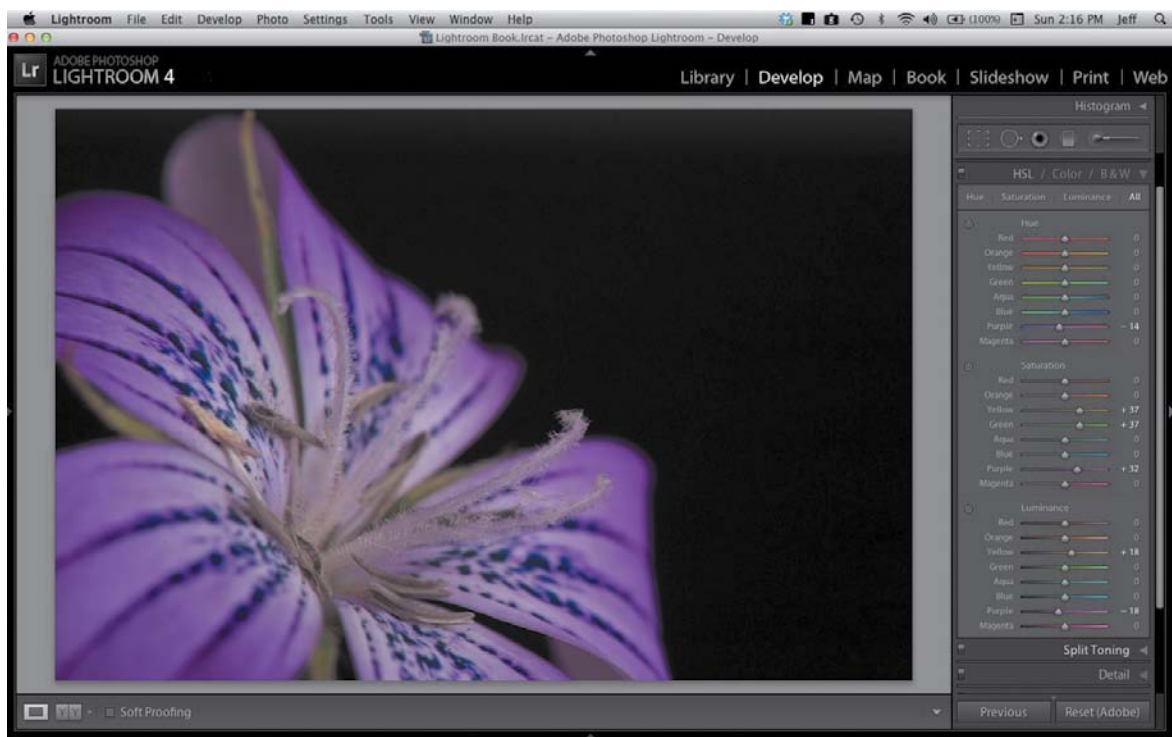 Lightroom File Edit Develop Photo Settings Tools View Window Help (100%) Sun 2:16 PM Jeff
Lightroom Book.lrcat – Adobe Photoshop Lightroom – Develop
Lr ADOBE PHOTOSHOP
LIGHTROOM 4
Library | Develop | Map | Book | Slideshow | Print | Web
Histogram
HSL / Color / B & W
Hue Saturation Luminance All
Hue
Red 0
Orange 0
Yellow 0
Green 0
Aqua 0
Blue 0
Purple – 14
Magenta 0
Saturation
Red 0
Orange 0
Yellow + 37
Green + 37
Aqua 0
Blue 0
Purple + 32
Magenta 0
Luminance
Red 0
Orange 0
Yellow + 18
Green 0
Aqua 0
Blue 0
Purple – 18
Magenta 0
Split Toning
Detail
Y Y Soft Proofing
Previous Reset (Adobe)